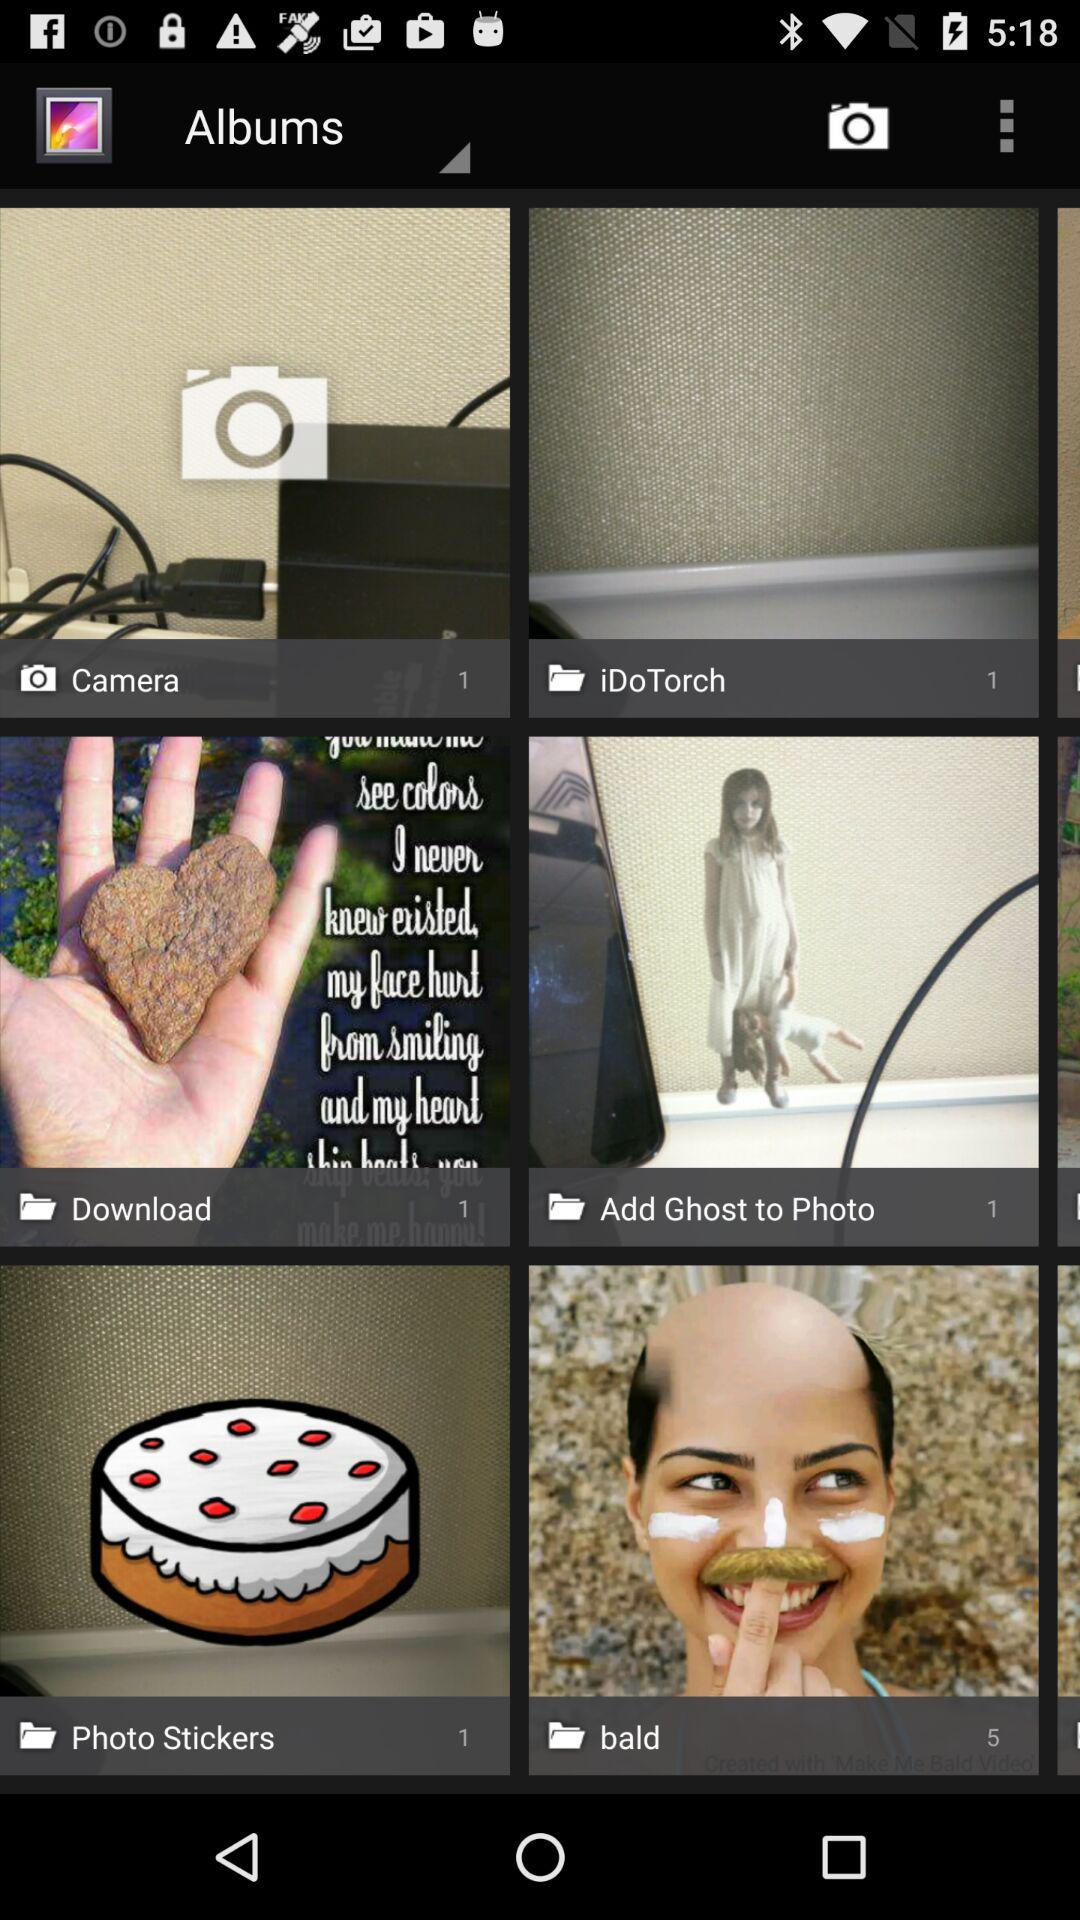 FAKE
5:18
Albums
Camera 1
iDoTorch 1
you make me
see colors
I never
knew existed,
my face hurt
from smiling
and my heart
skip beats; you
make me happy!
Download 1
Add Ghost to Photo 1
Photo Stickers 1
Created with 'Make Me Bald Video'
bald 5